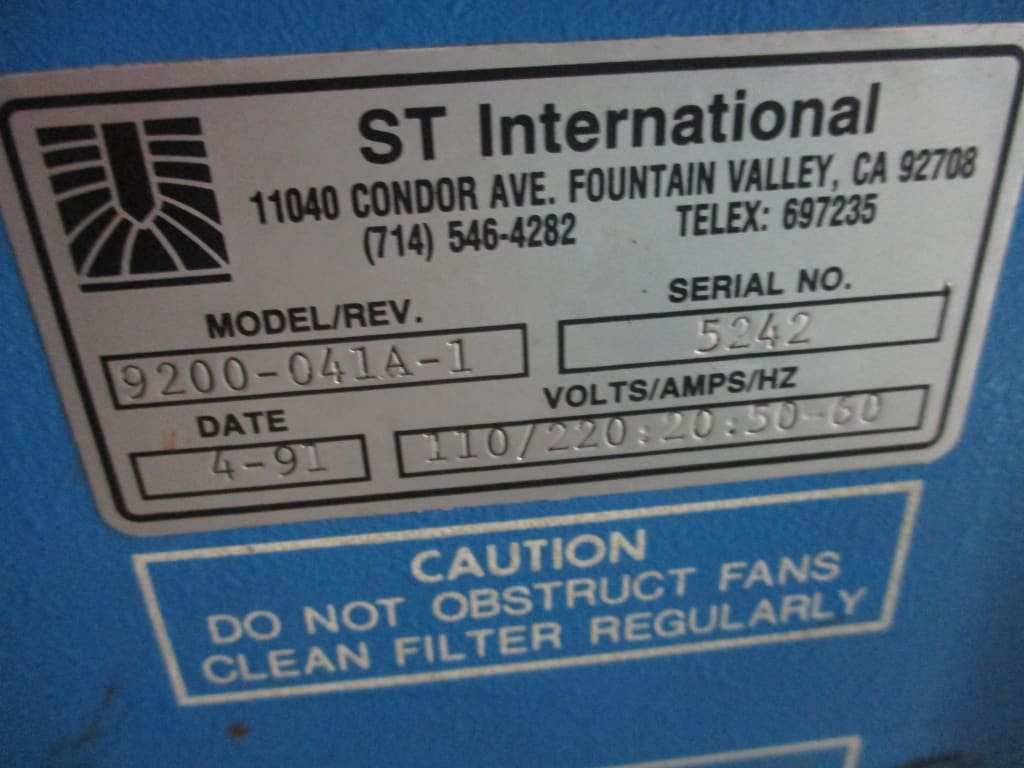 ST International
11040 CONDOR AVE. FOUNTAIN VALLEY, CA 92708
(714) 546-4282 TELEX: 697235
MODEL/REV. SERIAL NO.
9200-041A-1 5242
DATE VOLTS/AMPS/HZ
4-91 110/220:20:50-60
CAUTION
DO NOT OBSTRUCT FANS
CLEAN FILTER REGULARLY